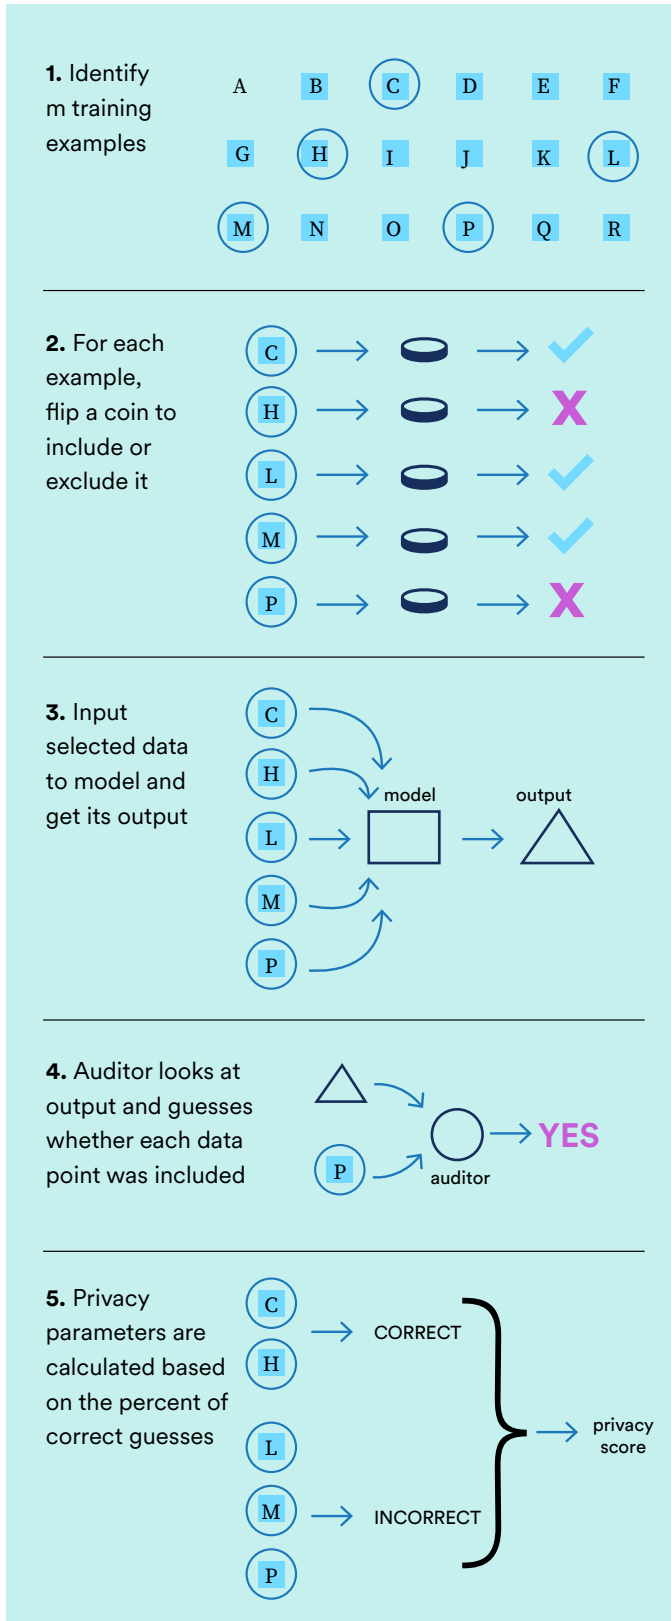 1. Identify
m training
examples
A B C D E F
G H I J K L
M N O P Q R
2. For each
example,
flip a coin to
include or
exclude it
C
H
L
M
P
3. Input
selected data
to model and
get its output
C
H
L
M
P
model
output
4. Auditor looks at
output and guesses
whether each data
point was included
P
auditor
YES
5. Privacy
parameters are
calculated based
on the percent of
correct guesses
C
H
L
M
P
CORRECT
INCORRECT
privacy
score